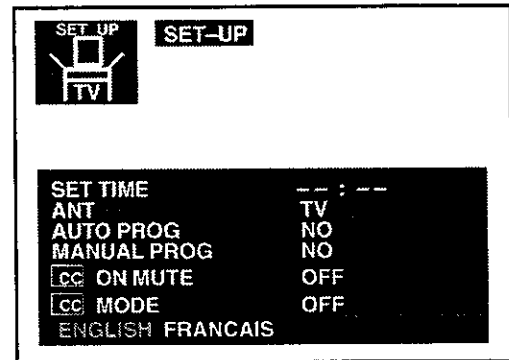 SET UP
TV
SET–UP
SET TIME – – : – –
ANT TV
AUTO PROG NO
MANUAL PROG NO
CC ON MUTE OFF
CC MODE OFF
ENGLISH FRANCAIS